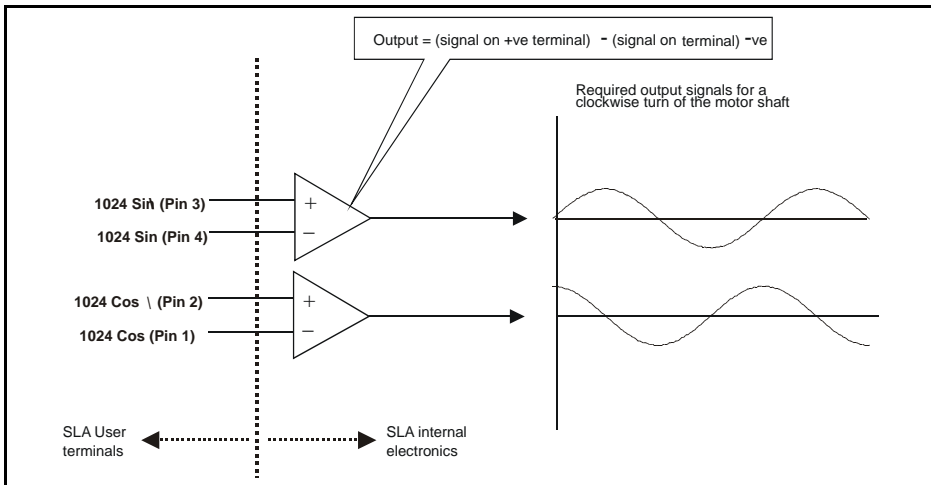 Output = (signal on +ve terminal) - (signal on terminal) -ve
Required output signals for a
clockwise turn of the motor shaft
1024 Sin\ (Pin 3)
+
1024 Sin (Pin 4)
−
1024 Cos \ (Pin 2)
+
1024 Cos (Pin 1)
−
SLA User
terminals
SLA internal
electronics